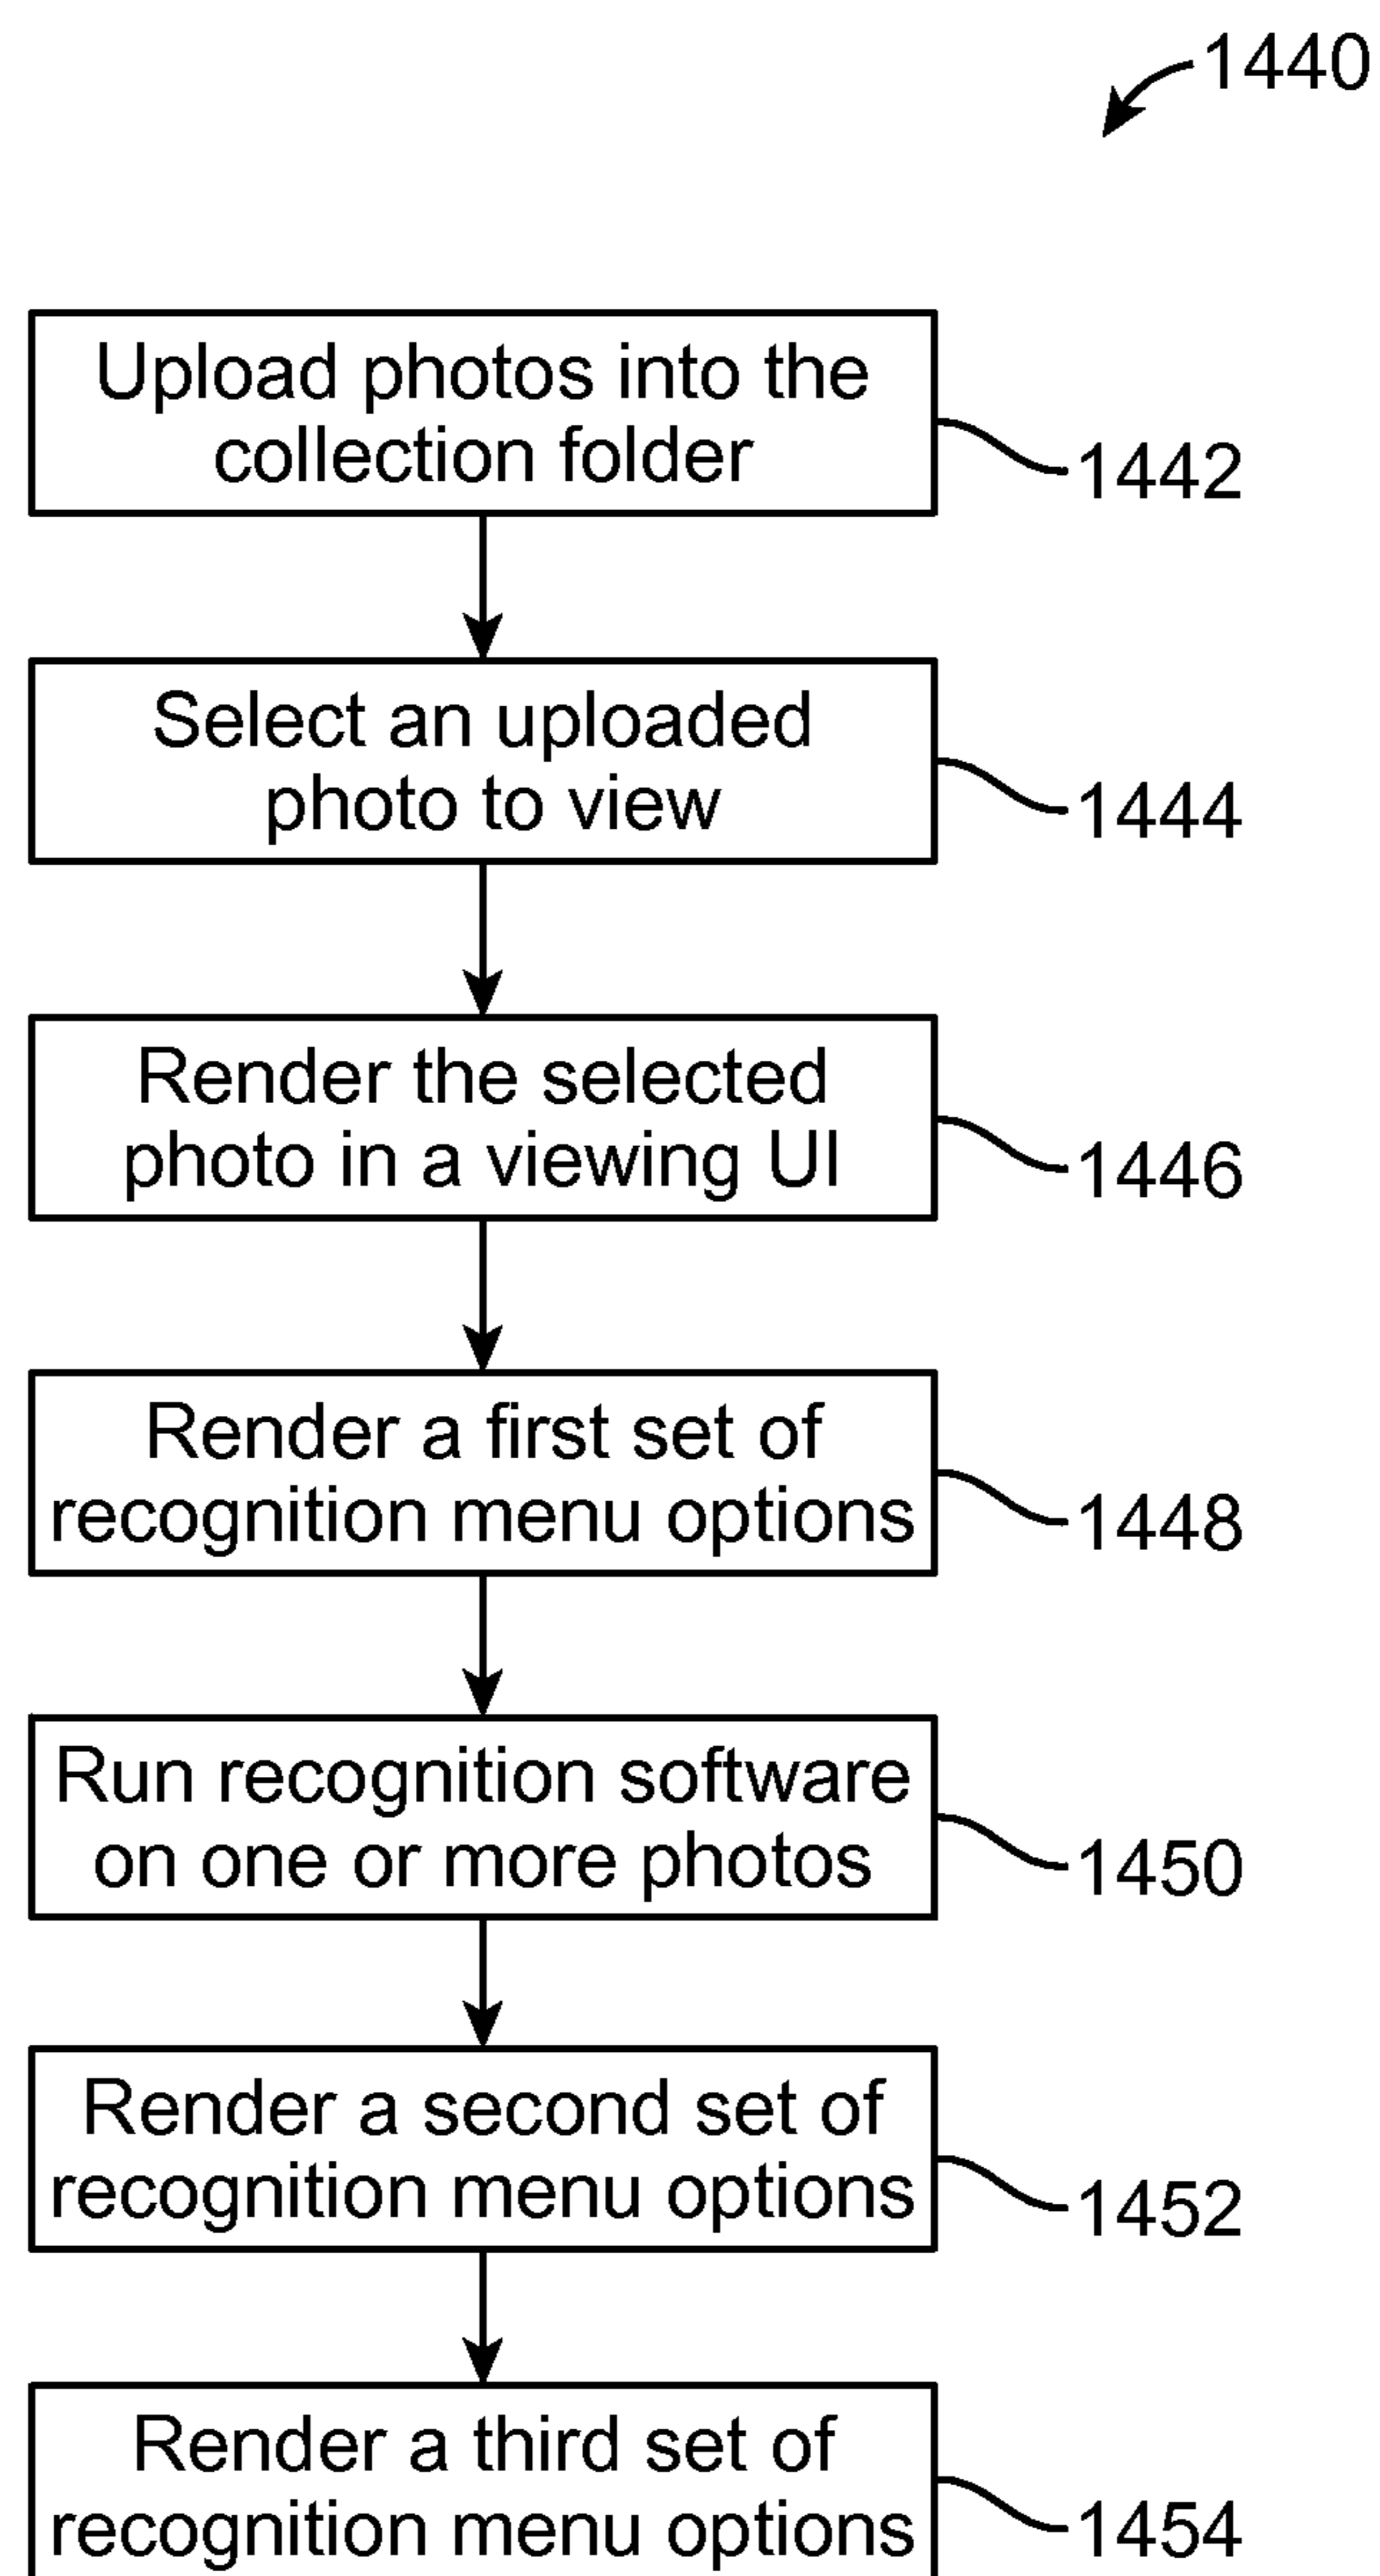 1440
Upload photos into the
collection folder
1442
Select an uploaded
photo to view
1444
Render the selected
photo in a viewing UI
1446
Render a first set of
recognition menu options
1448
Run recognition software
on one or more photos
1450
Render a second set of
recognition menu options
1452
Render a third set of
recognition menu options
1454